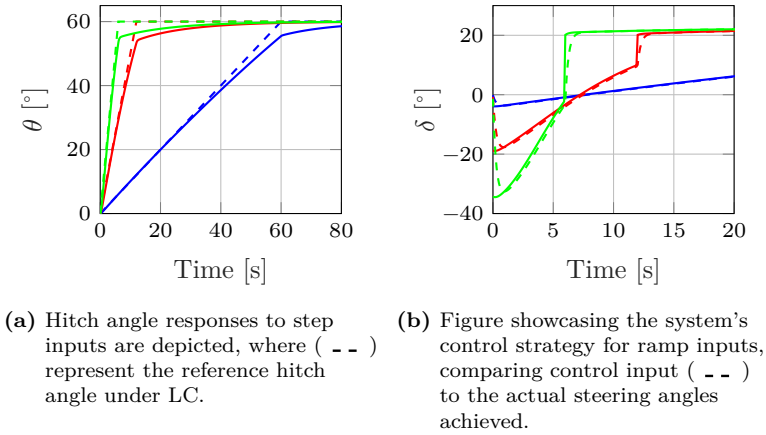 60
40
20
0
0 20 40 60 80
θ [°]
Time [s]
20
0
−20
−40
0 5 10 15 20
δ [°]
Time [s]
(a) Hitch angle responses to step
inputs are depicted, where ( - - )
represent the reference hitch
angle under LC.
(b) Figure showcasing the system's
control strategy for ramp inputs,
comparing control input ( - - )
to the actual steering angles
achieved.